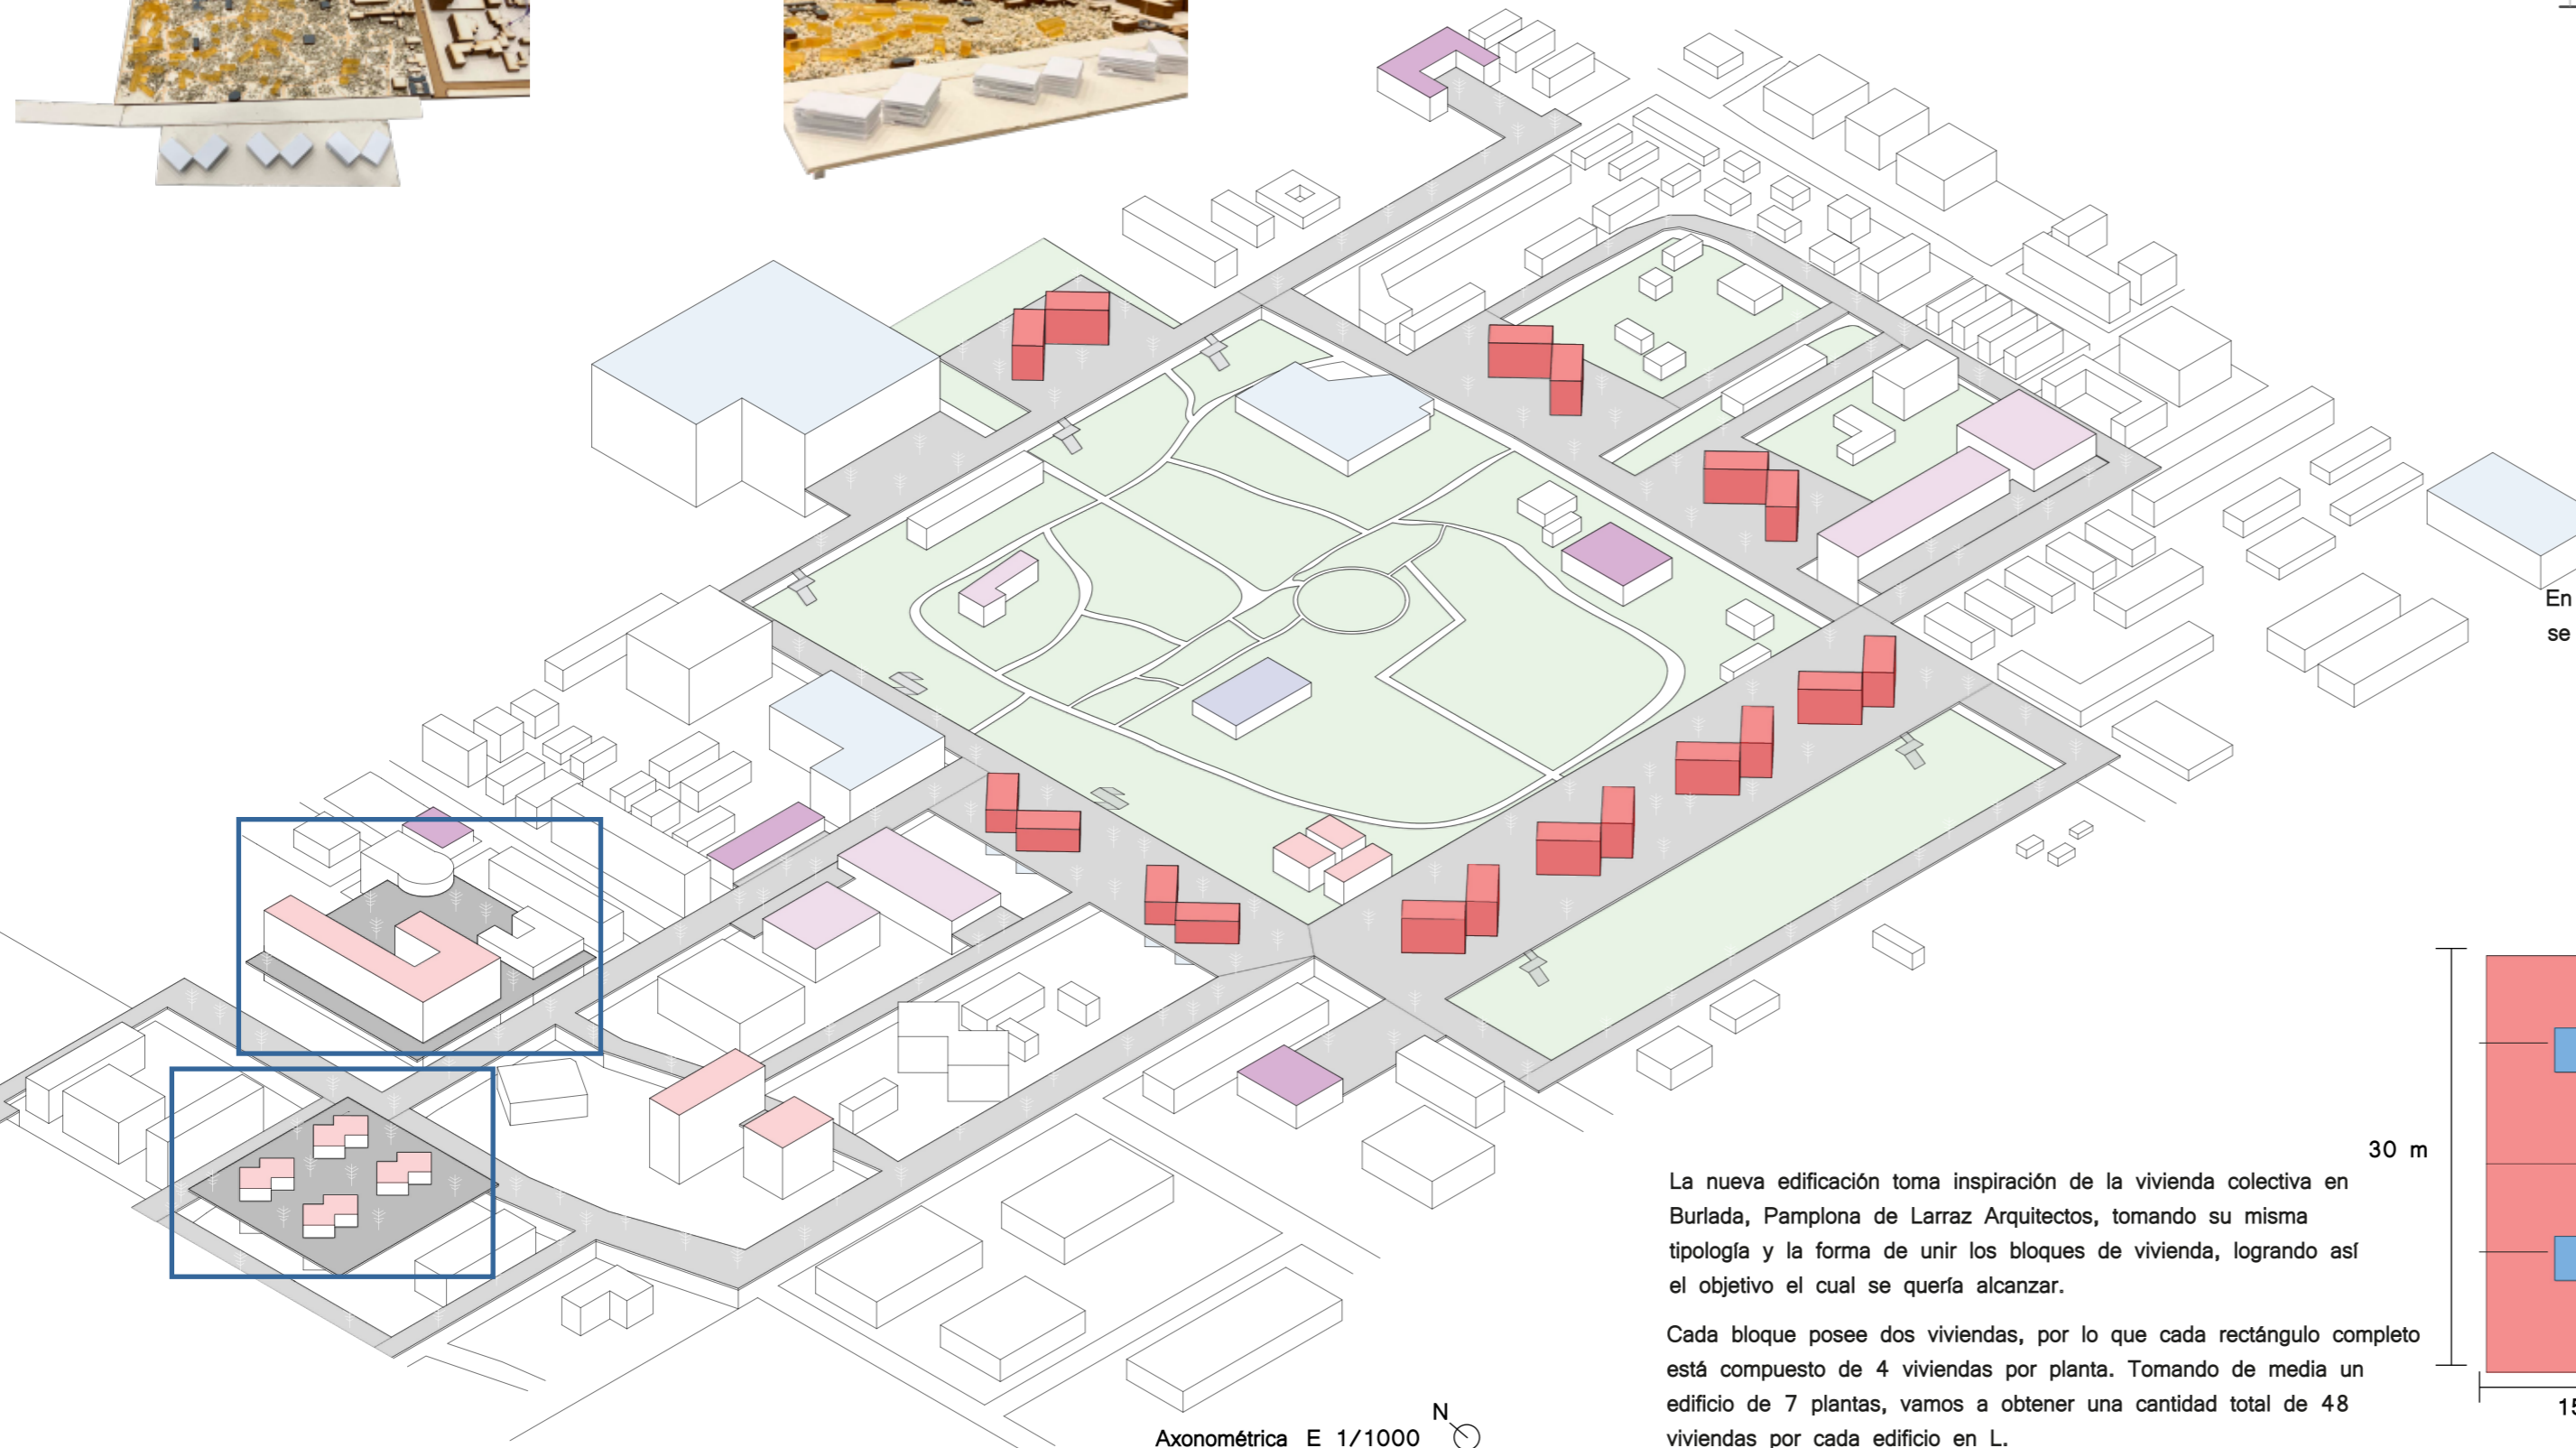 En
se
30 m
La nueva edificación toma inspiración de la vivienda colectiva en
Burlada, Pamplona de Larraz Arquitectos, tomando su misma
tipología y la forma de unir los bloques de vivienda, logrando así
el objetivo el cual se quería alcanzar.
Cada bloque posee dos viviendas, por lo que cada rectángulo completo
está compuesto de 4 viviendas por planta. Tomando de media un
edificio de 7 plantas, vamos a obtener una cantidad total de 48
viviendas por cada edificio en L.
15
N
Axonométrica E 1/1000